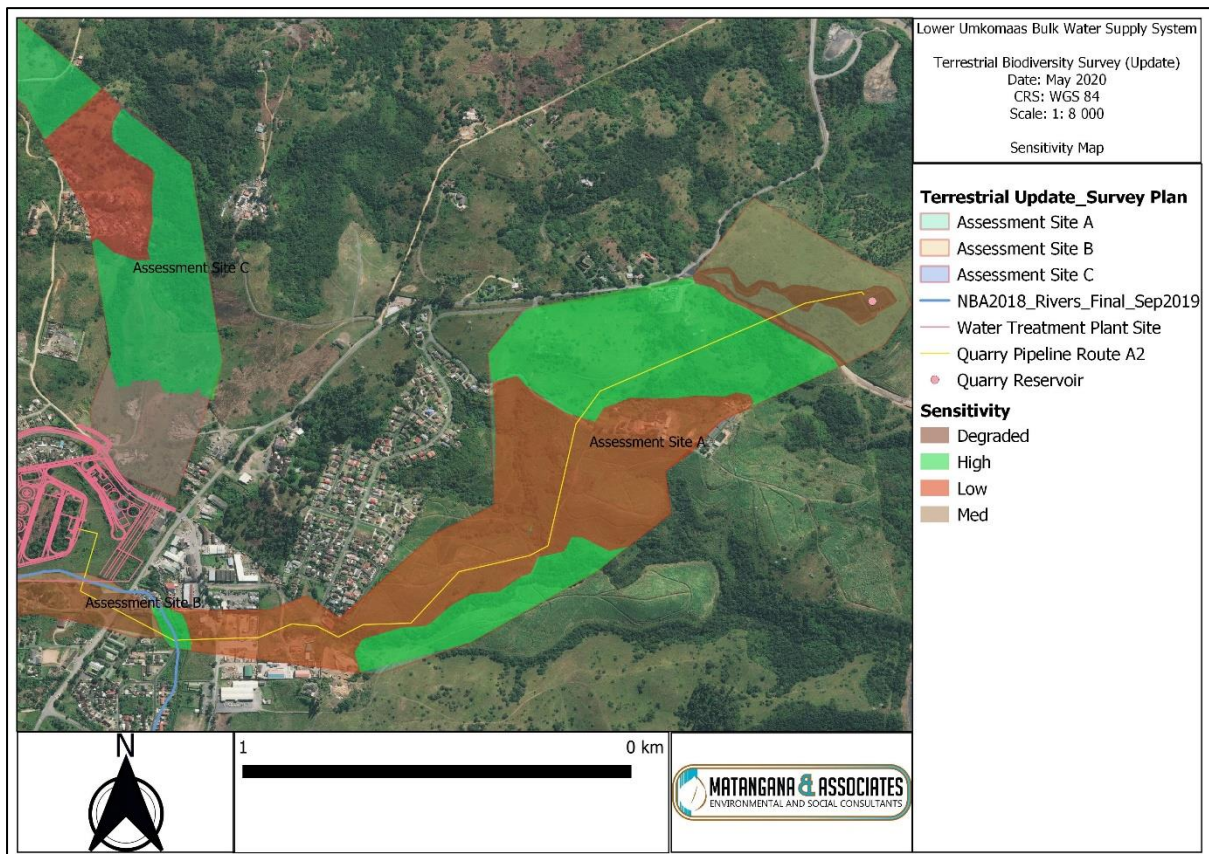 Lower Umkomaas Bulk Water Supply System
Terrestrial Biodiversity Survey (Update)
Date: May 2020
CRS: WGS 84
Scale: 1: 8 000
Sensitivity Map
Terrestrial Update_Survey Plan
Assessment Site A
Assessment Site B
Assessment Site C
NBA2018_Rivers_Final_Sep2019
Water Treatment Plant Site
Quarry Pipeline Route A2
Quarry Reservoir
Sensitivity
Degraded
High
Low
Med
Assessment Site C
Assessment Site A
Assessment Site B
N
1 0 km
MATANGANA & ASSOCIATES
ENVIRONMENTAL AND SOCIAL CONSULTANTS